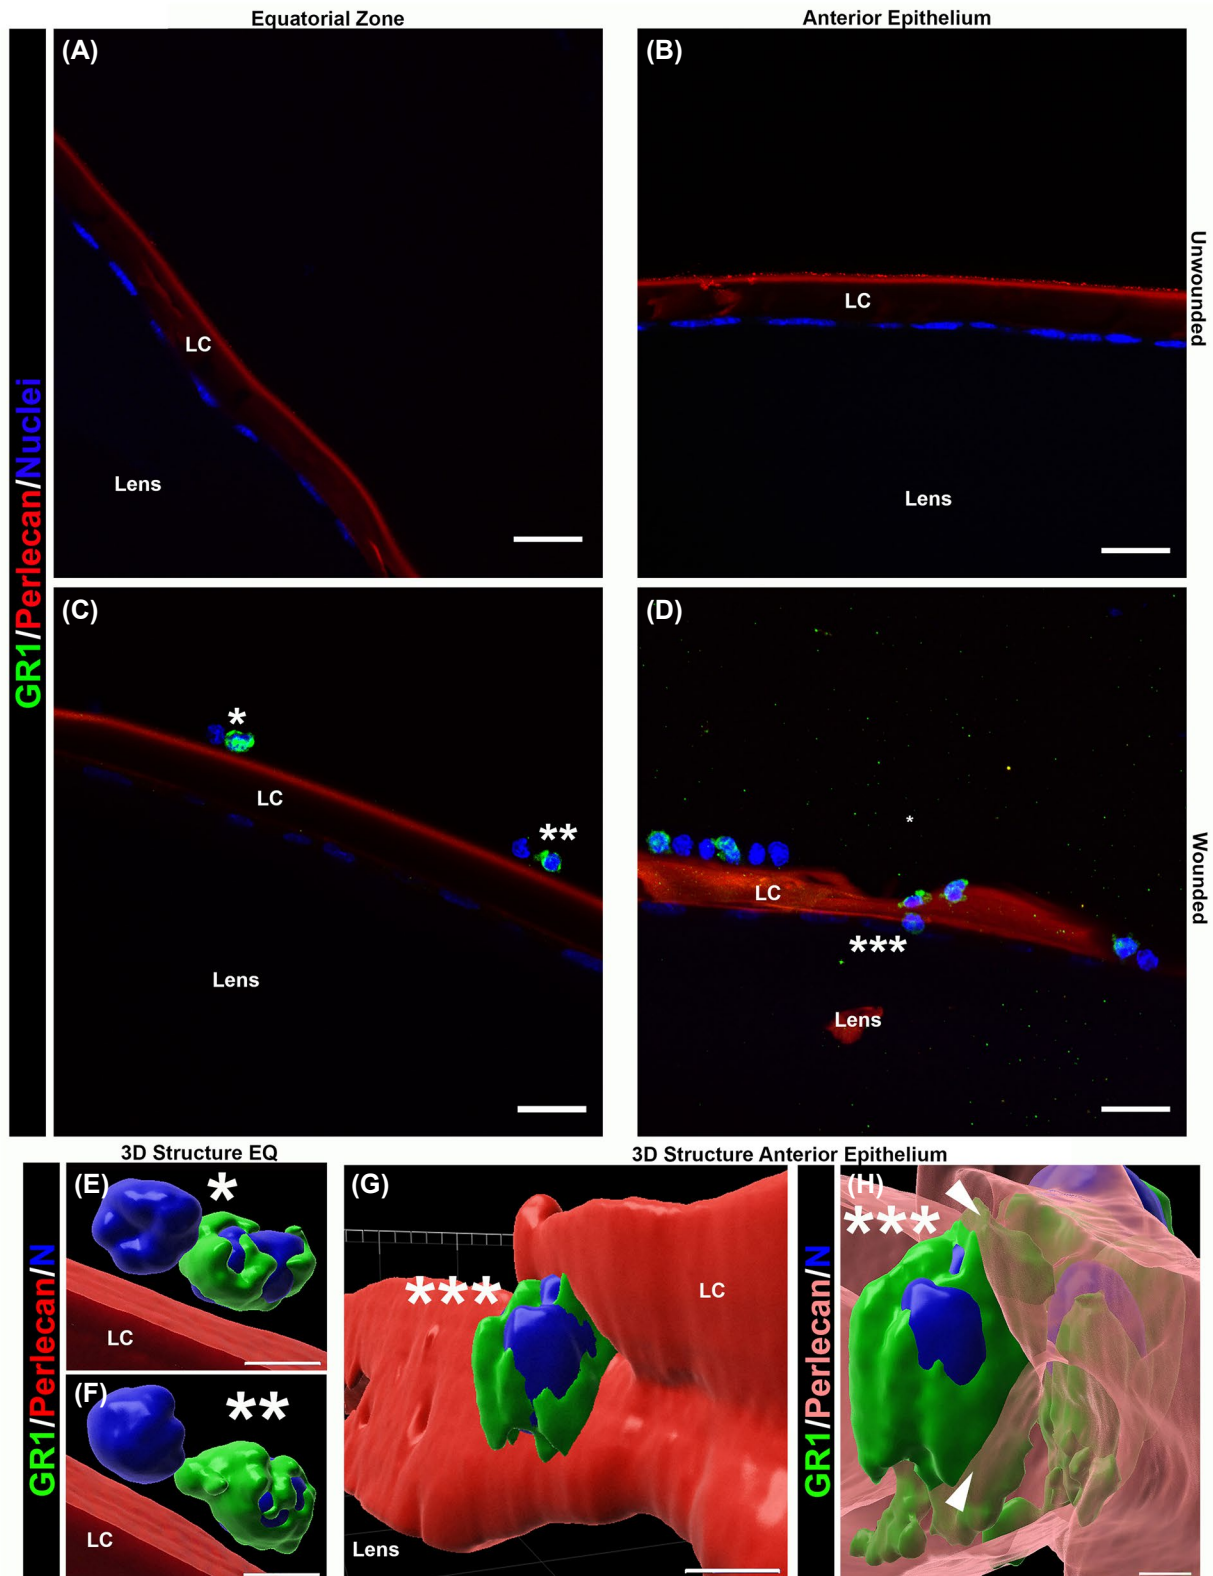 Equatorial Zone
Anterior Epithelium
(A)
LC
Lens
(B)
LC
Lens
Unwounded
GR1/Perlecan/Nuclei
(C)
*
**
LC
Lens
(D)
*
LC
***
Lens
Wounded
3D Structure EQ
3D Structure Anterior Epithelium
GR1/Perlecan/N
(E)
*
LC
(F)
**
LC
(G)
***
LC
Lens
GR1/Perlecan/N
(H)
***